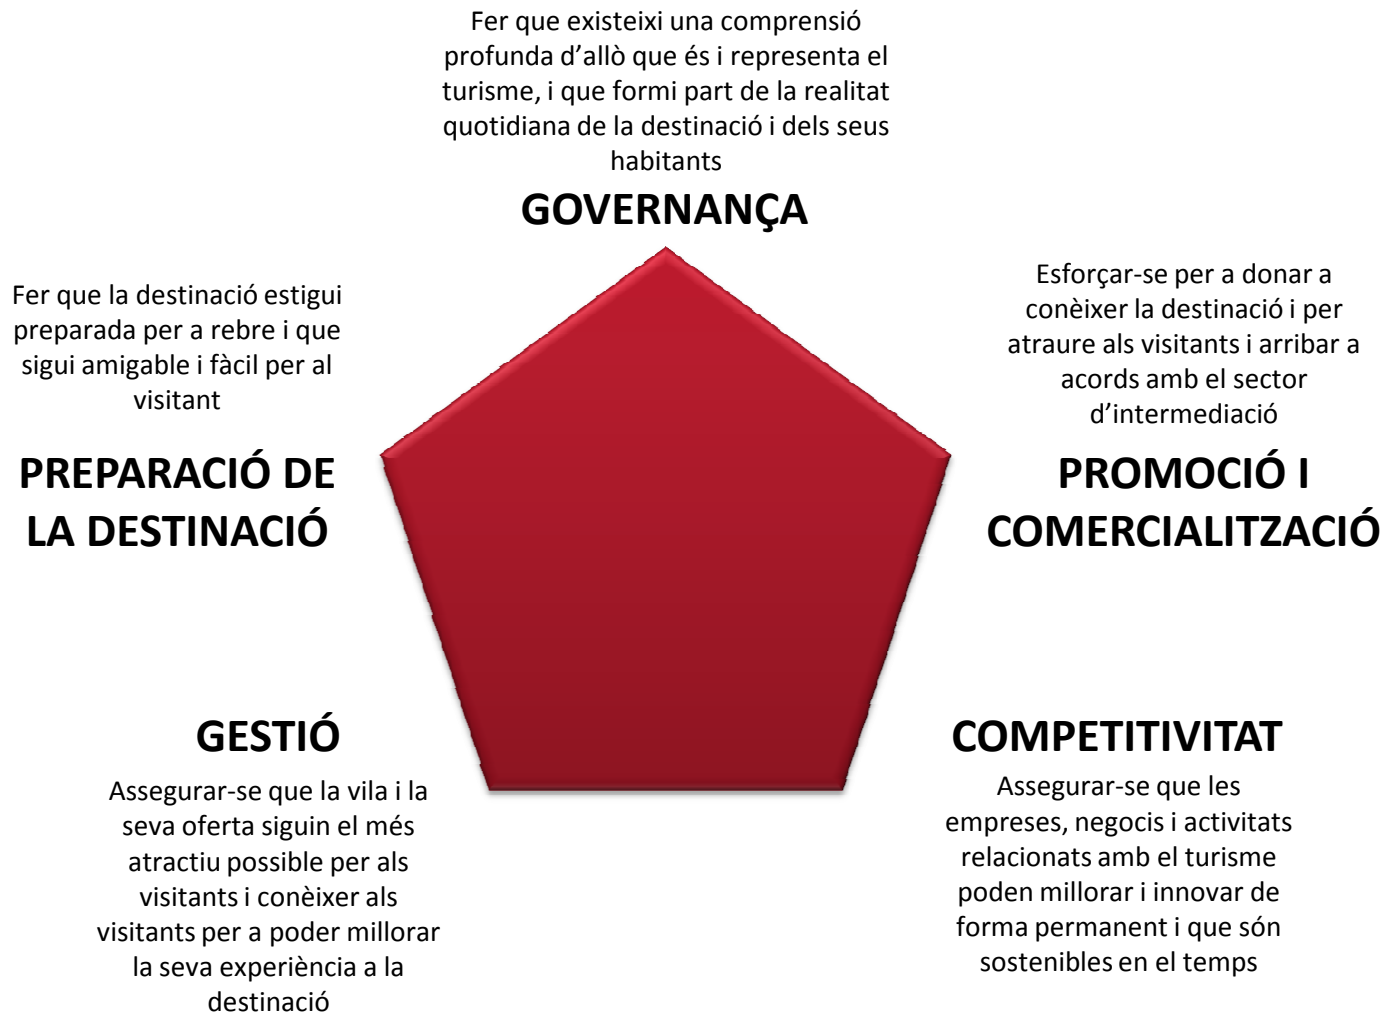 Fer que existeixi una comprensió
profunda d’allò que és i representa el
turisme, i que formi part de la realitat
quotidiana de la destinació i dels seus
habitants
GOVERNANÇA
Fer que la destinació estigui
preparada per a rebre i que
sigui amigable i fàcil per al
visitant
PREPARACIÓ DE
LA DESTINACIÓ
Esforçar-se per a donar a
conèixer la destinació i per
atraure als visitants i arribar a
acords amb el sector
d’intermediació
PROMOCIÓ I
COMERCIALITZACIÓ
GESTIÓ
Assegurar-se que la vila i la
seva oferta siguin el més
atractiu possible per als
visitants i conèixer als
visitants per a poder millorar
la seva experiència a la
destinació
COMPETITIVITAT
Assegurar-se que les
empreses, negocis i activitats
relacionats amb el turisme
poden millorar i innovar de
forma permanent i que són
sostenibles en el temps